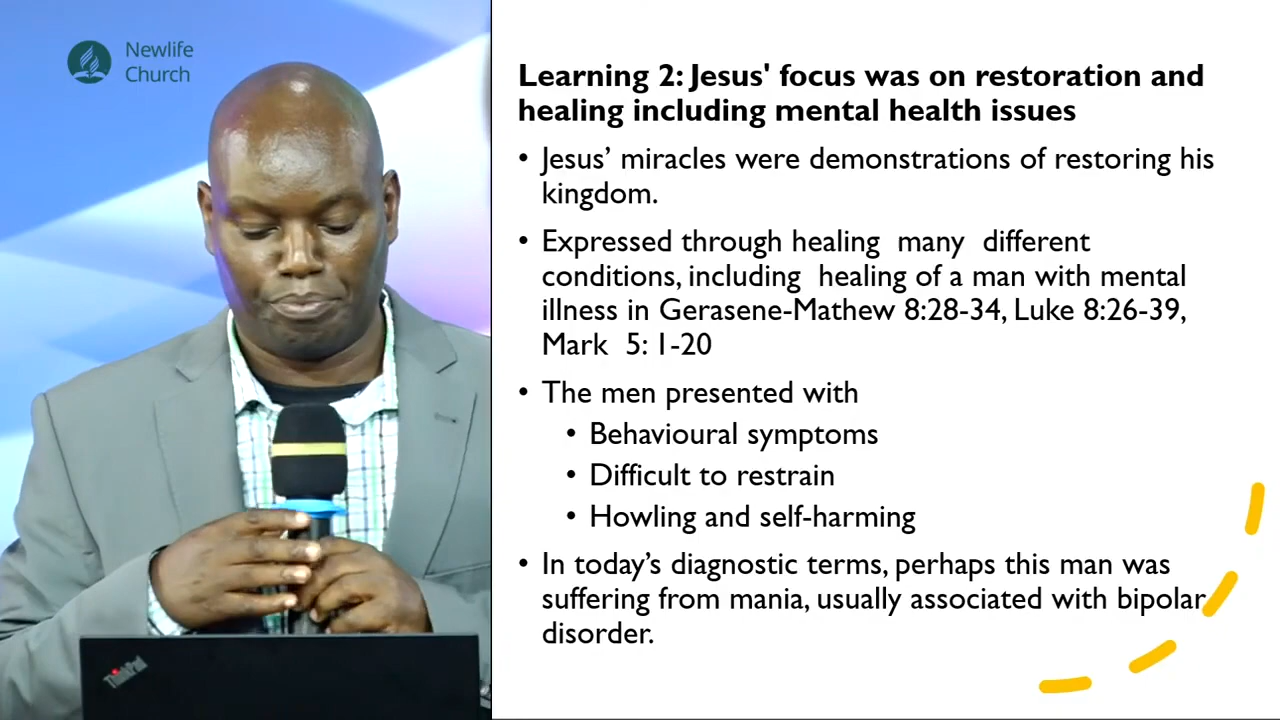 Newlife
Church
Learning 2: Jesus' focus was on restoration and
healing including mental health issues
• Jesus’ miracles were demonstrations of restoring his
kingdom.
• Expressed through healing  many  different
conditions, including  healing of a man with mental
illness in Gerasene-Mathew 8:28-34, Luke 8:26-39,
Mark  5: 1-20
• The men presented with
• Behavioural symptoms
• Difficult to restrain
• Howling and self-harming
• In today’s diagnostic terms, perhaps this man was
suffering from mania, usually associated with bipolar
disorder.
ThinkPad